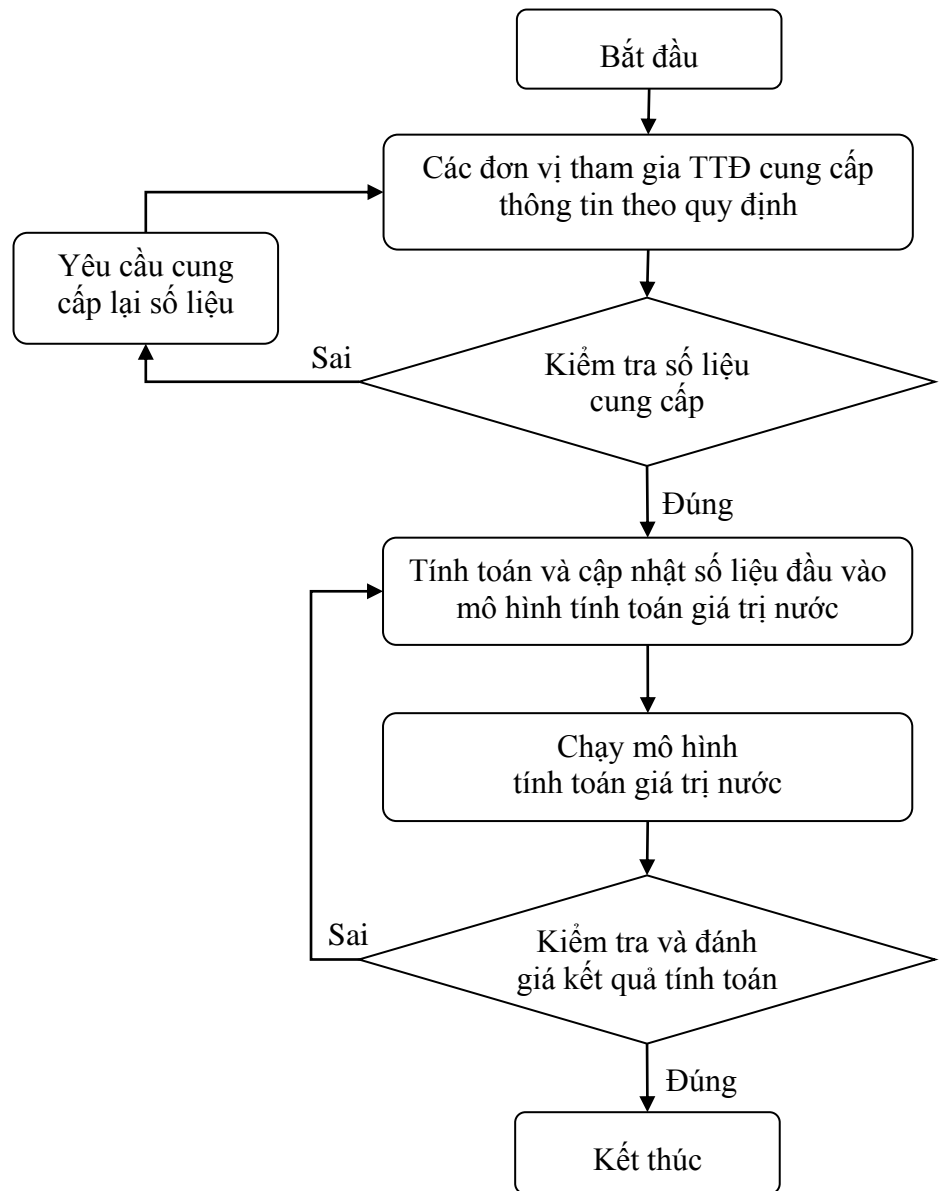 Bắt đầu
Các đơn vị tham gia TTĐ cung cấp
thông tin theo quy định
Yêu cầu cung
cấp lại số liệu
Sai
Kiểm tra số liệu
cung cấp
Đúng
Tính toán và cập nhật số liệu đầu vào
mô hình tính toán giá trị nước
Chạy mô hình
tính toán giá trị nước
Sai
Kiểm tra và đánh
giá kết quả tính toán
Đúng
Kết thúc